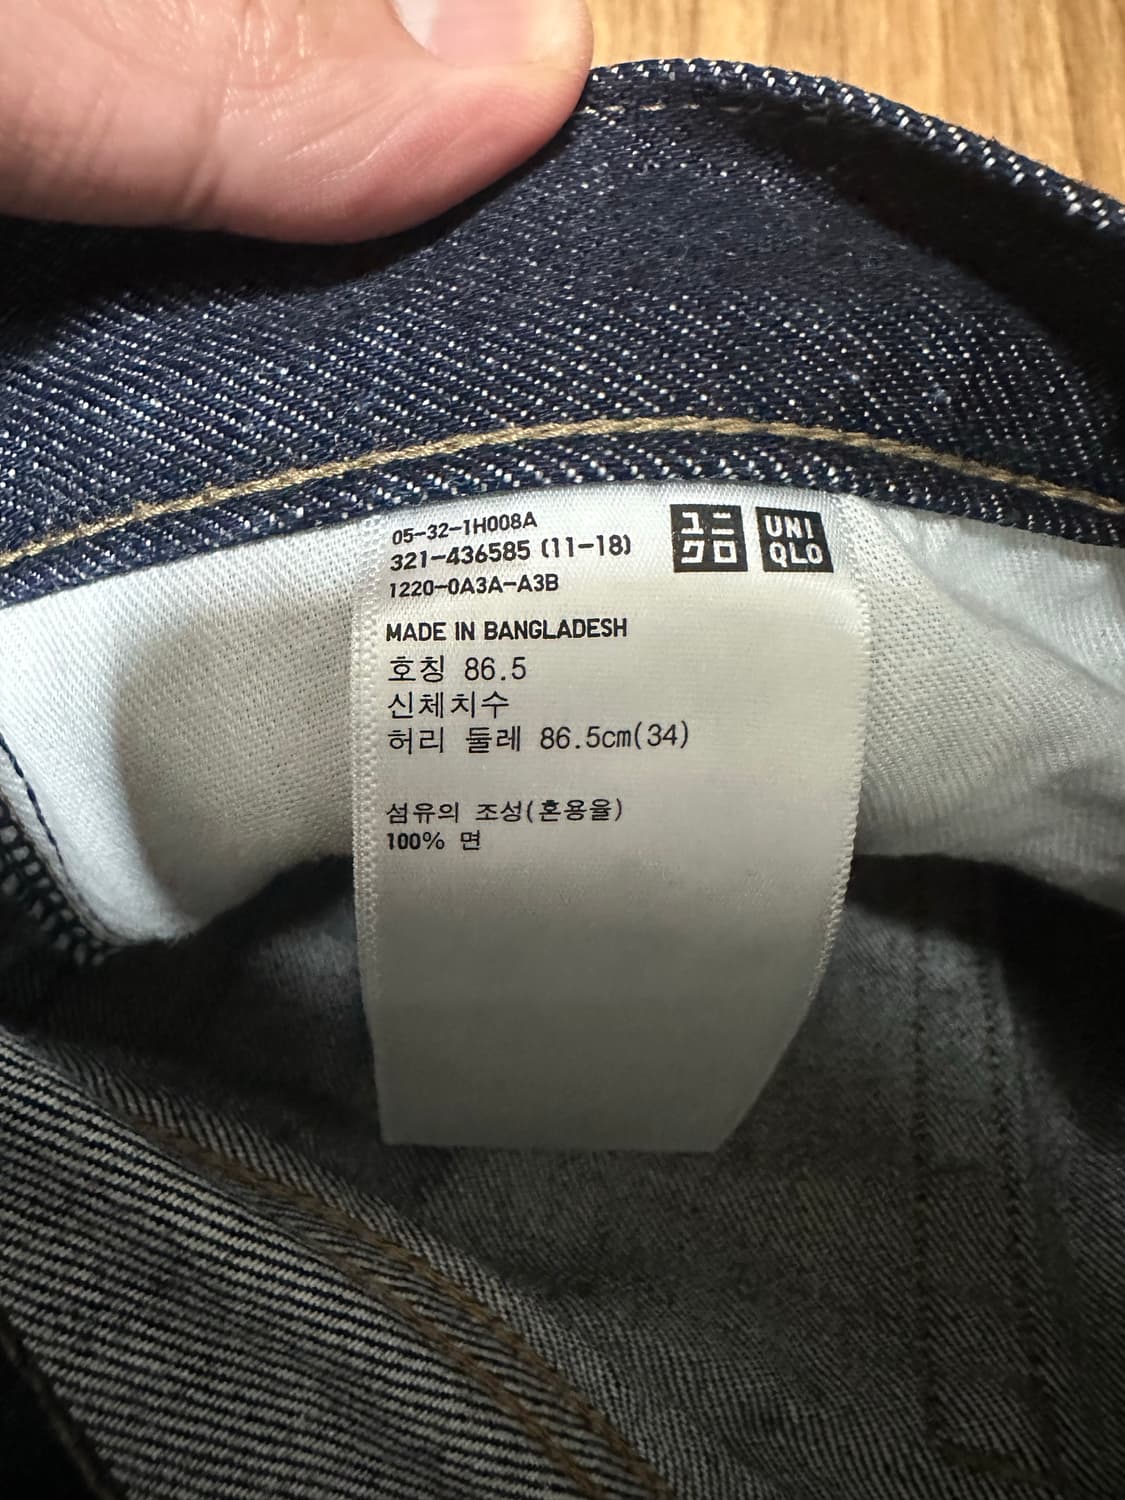 05-32-1H008A
321-436585 (11-18)
1220-0A3A-A3B
ユニ
クロ
UNI
QLO
MADE IN BANGLADESH
호칭 86.5
신체치수
허리 둘레 86.5cm(34)
섬유의 조성(혼용율)
100% 면